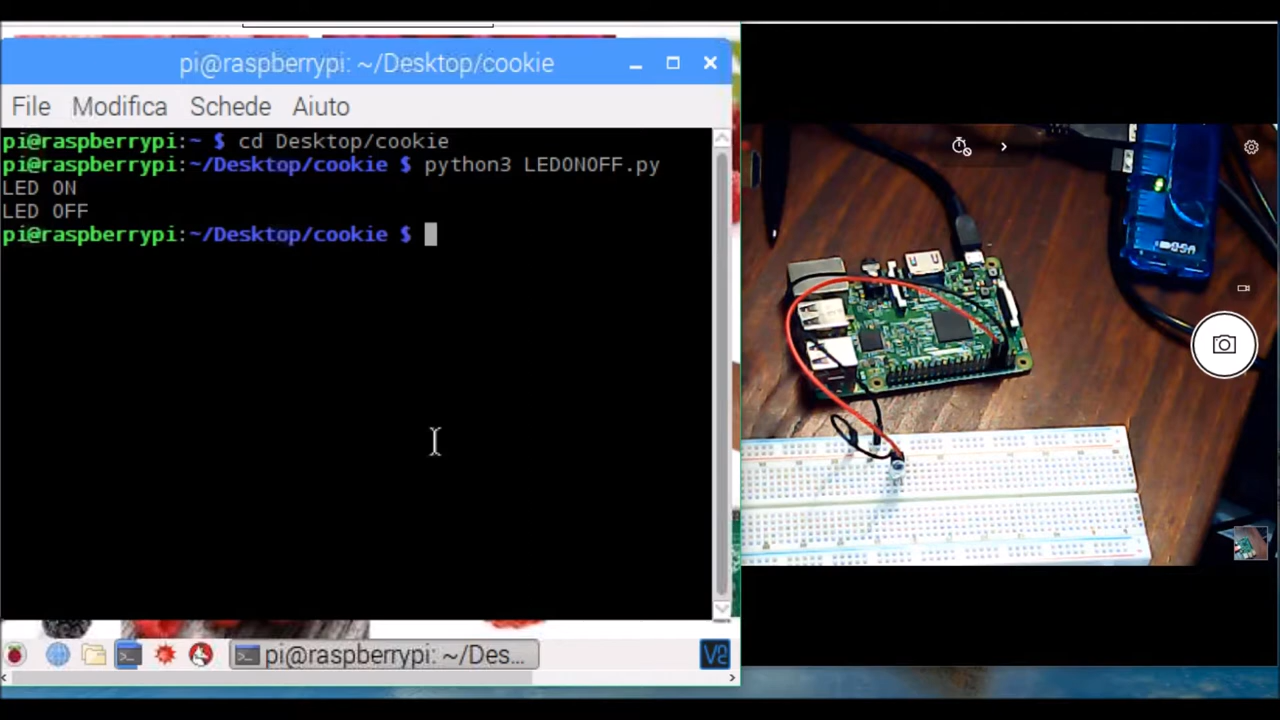 pi@raspberrypi: ~/Desktop/cookie
File Modifica Schede Aiuto
pi@raspberrypi:~ $ cd Desktop/cookie
pi@raspberrypi:~/Desktop/cookie $ python3 LEDONOFF.py
LED ON
LED OFF
pi@raspberrypi:~/Desktop/cookie $
pi@raspberrypi: ~/Des...
V2